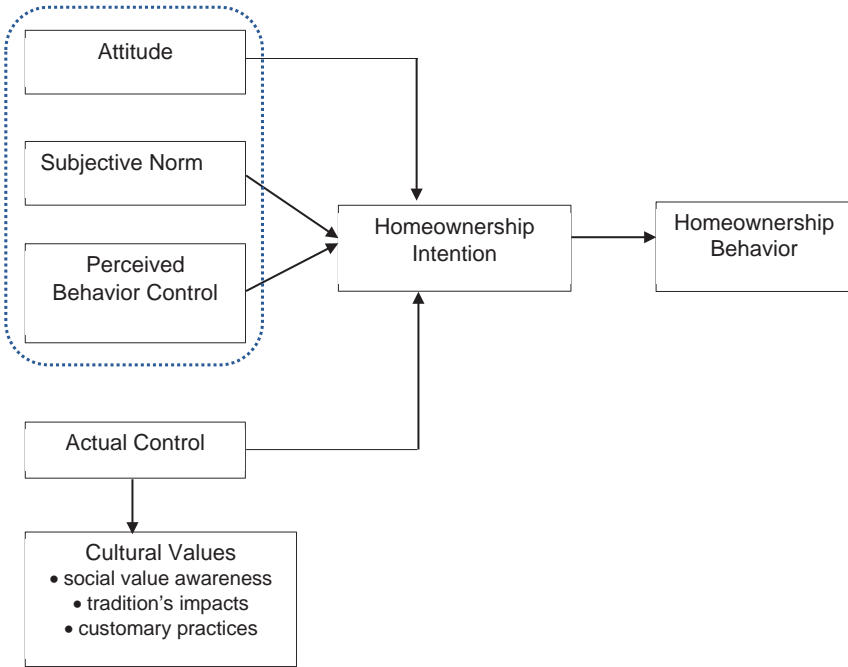 Attitude
Subjective Norm
Perceived
Behavior Control
Homeownership
Intention
Homeownership
Behavior
Actual Control
Cultural Values
• social value awareness
• tradition's impacts
• customary practices